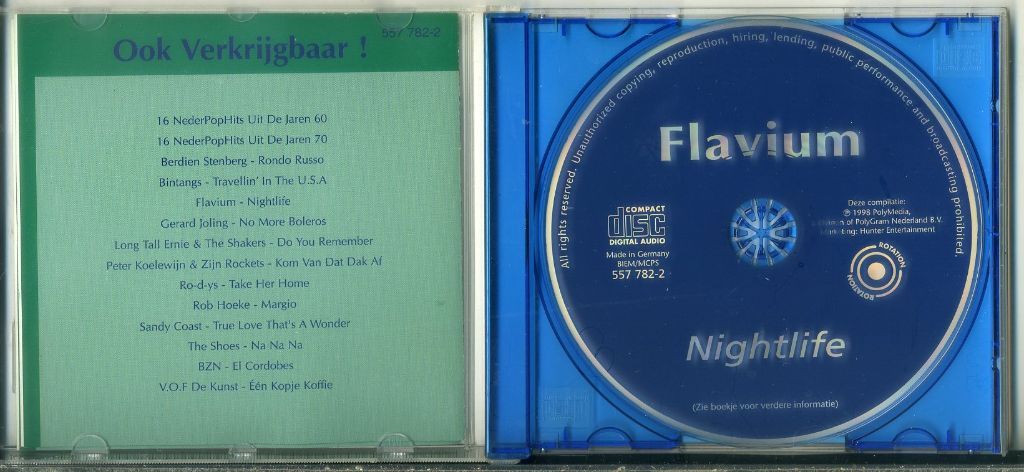 Ook Verkrijgbaar !
557 782-2
16 NederPopHits Uit De Jaren 60
16 NederPopHits Uit De Jaren 70
Berdien Stenberg - Rondo Russo
Bintangs - Travellin' In The U.S.A
Flavium - Nightlife
Gerard Joling - No More Boleros
Long Tall Ernie & The Shakers - Do You Remember
Peter Koelewijn & Zijn Rockets - Kom Van Dat Dak Af
Ro-d-ys - Take Her Home
Rob Hoeke - Margio
Sandy Coast - True Love That's A Wonder
The Shoes - Na Na Na
BZN - El Cordobes
V.O.F De Kunst - Één Kopje Koffie
All rights reserved. Unauthorized copying, reproduction, hiring, lending, public performance and broadcasting prohibited.
Flavium
COMPACT
disc
DIGITAL AUDIO
Made in Germany
BIEM/MCPS
557 782-2
Deze compilatie:
℗ 1998 PolyMedia,
a division of PolyGram Nederland B.V.
Marketing: Hunter Entertainment
ROTATION
ROTATION
Nightlife
(Zie boekje voor verdere informatie)